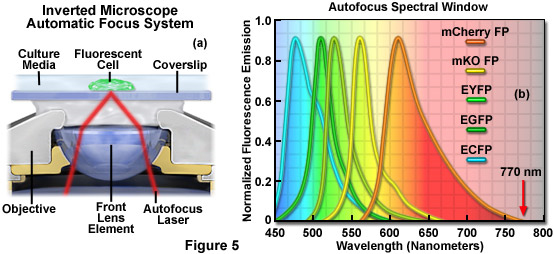 Inverted Microscope
Automatic Focus System
(a)
Culture
Media
Fluorescent
Cell
Coverslip
Objective
Front
Lens
Element
Autofocus
Laser
Figure 5
Autofocus Spectral Window
Normalized Fluorescence Emission
1.0
0.8
0.6
0.4
0.2
0
mCherry FP
mKO FP
EYFP
(b)
EGFP
ECFP
770 nm
450 500 550 600 650 700 750 800
Wavelength (Nanometers)